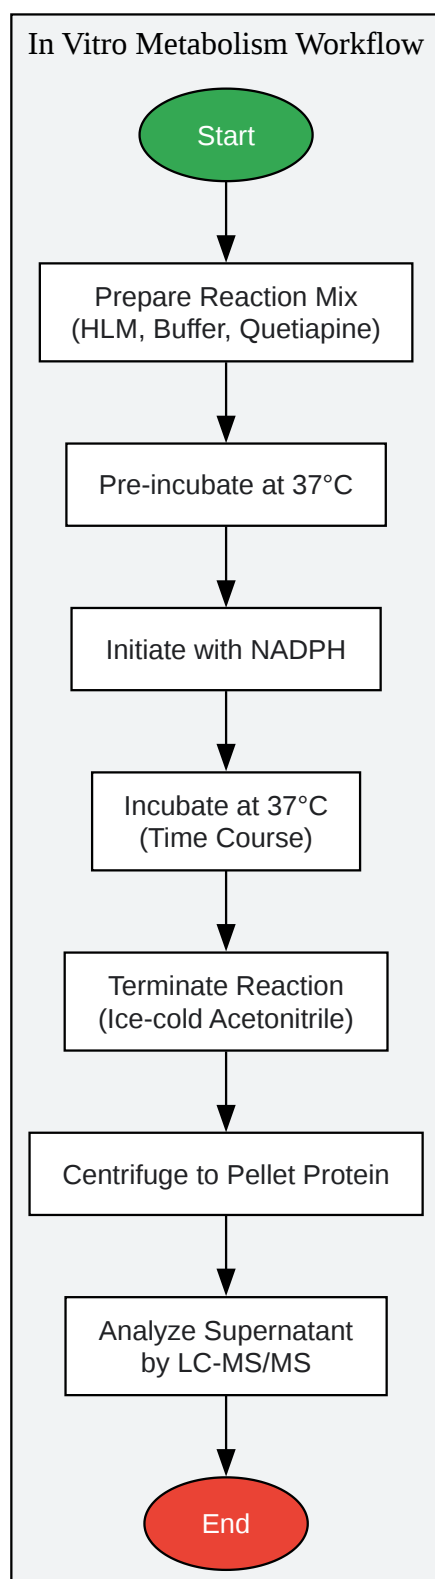 In Vitro Metabolism Workflow
Start
Prepare Reaction Mix
(HLM, Buffer, Quetiapine)
Pre-incubate at 37°C
Initiate with NADPH
Incubate at 37°C
(Time Course)
Terminate Reaction
(Ice-cold Acetonitrile)
Centrifuge to Pellet Protein
Analyze Supernatant
by LC-MS/MS
End